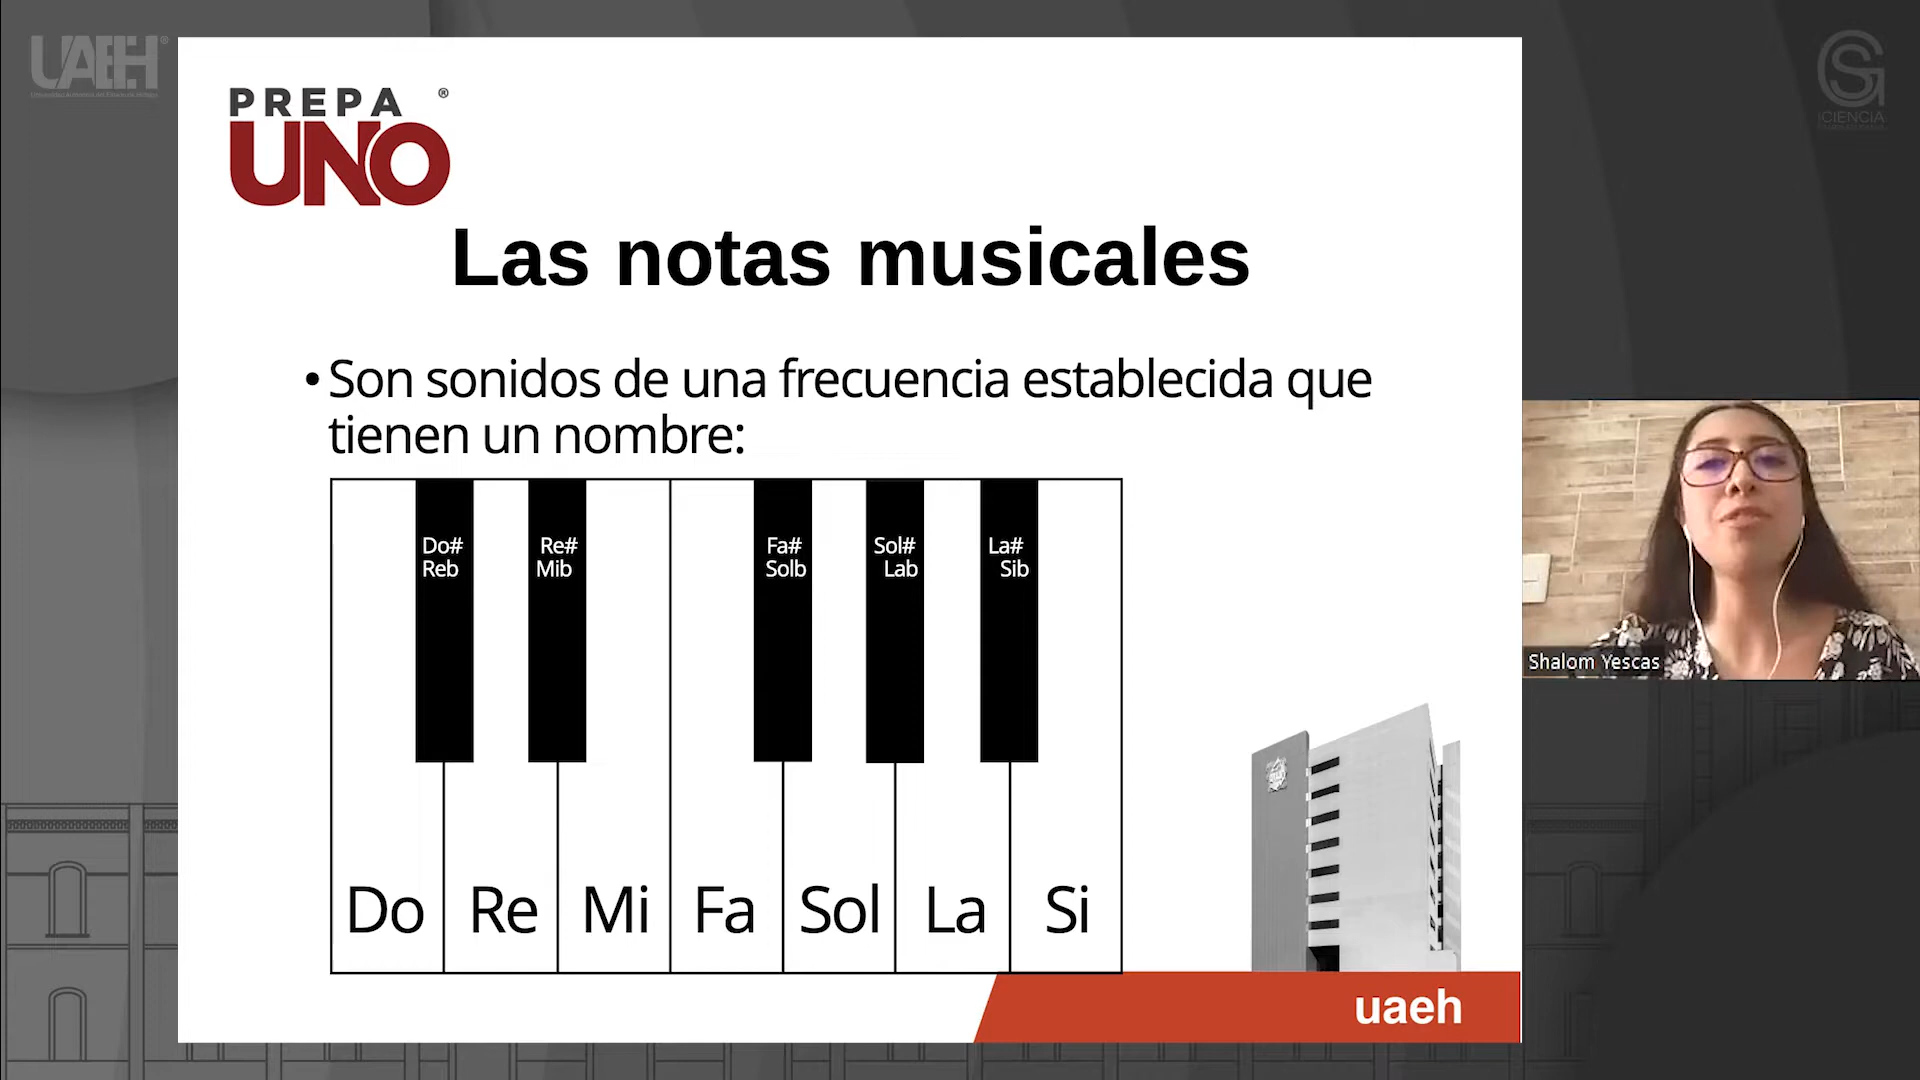 UAEH
PREPA ®
UNO
CIENCIA
Las notas musicales
• Son sonidos de una frecuencia establecida que
tienen un nombre:
Do# Re# Fa# Sol# La#
Reb Mib Solb Lab Sib
Shalom Yescas
Do Re Mi Fa Sol La Si
uaeh